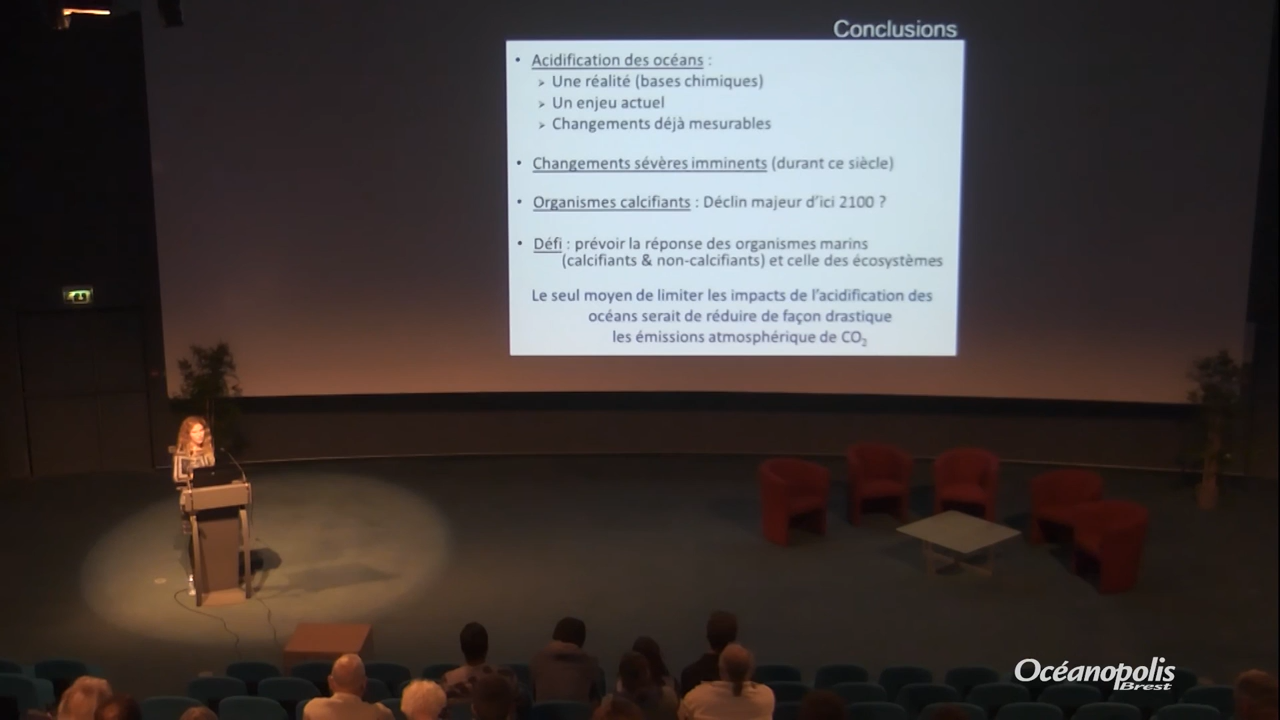 Conclusions
• Acidification des océans :
➢ Une réalité (bases chimiques)
➢ Un enjeu actuel
➢ Changements déjà mesurables
• Changements sévères imminents (durant ce siècle)
• Organismes calcifiants : Déclin majeur d'ici 2100 ?
• Défi : prévoir la réponse des organismes marins
(calcifiants & non-calcifiants) et celle des écosystèmes
Le seul moyen de limiter les impacts de l'acidification des
océans serait de réduire de façon drastique
les émissions atmosphérique de CO₂
Océanopolis
Brest